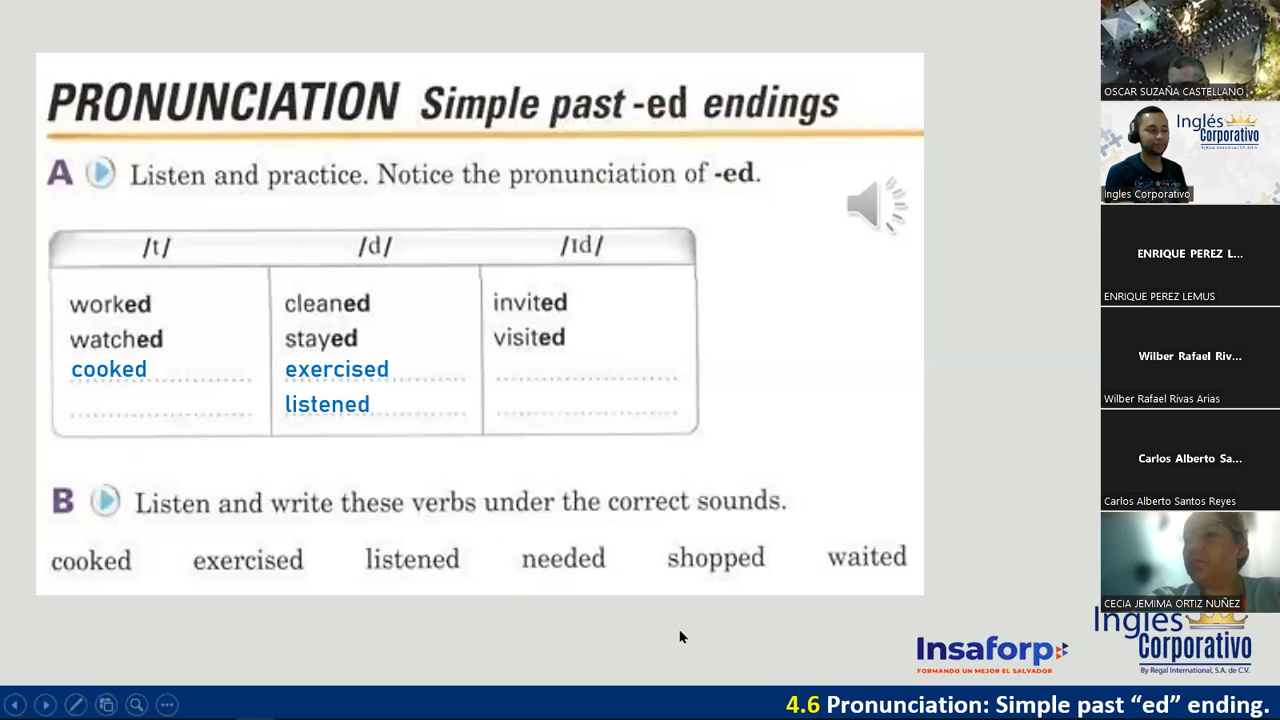 PRONUNCIATION Simple past -ed endings
A Listen and practice. Notice the pronunciation of -ed.
/t/ /d/ /ɪd/
worked cleaned invited
watched stayed visited
cooked exercised
listened
B Listen and write these verbs under the correct sounds.
cooked exercised listened needed shopped waited
OSCAR SUZAÑA CASTELLANO
Inglés
Corporativo
By Regal International, S.A. de C.V.
Ingles Corporativo
ENRIQUE PEREZ L...
ENRIQUE PEREZ LEMUS
Wilber Rafael Riv...
Wilber Rafael Rivas Arias
Carlos Alberto Sa...
Carlos Alberto Santos Reyes
CECIA JEMIMA ORTIZ NUÑEZ
Insaforp
FORMANDO UN MEJOR EL SALVADOR
Inglés
Corporativo
By Regal International, S.A. de C.V.
4.6 Pronunciation: Simple past “ed” ending.